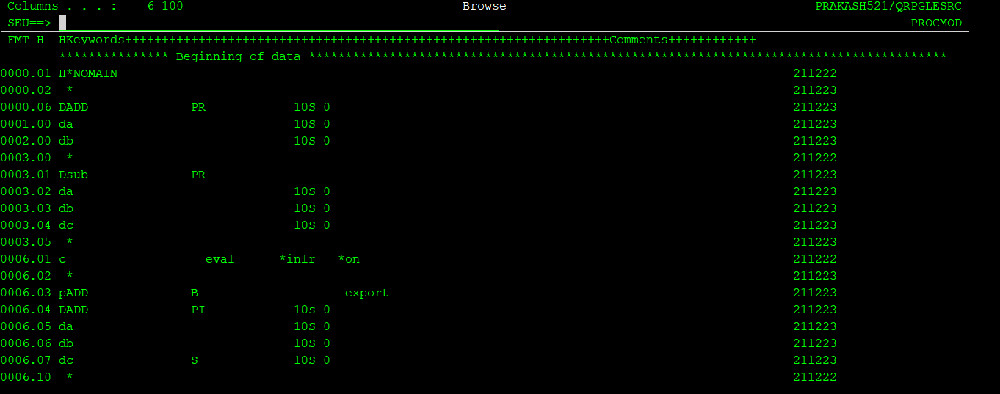 Columns . . . :    6 100                                      Browse                                          PRAKASH521/QRPGLESRC
SEU==>                                                                                                                     PROCMOD
 FMT H  HKeywords++++++++++++++++++++++++++++++++++++++++++++++++++++++++++++++++++Comments++++++++++++
        *************** Beginning of data ***************************************************************************************
0000.01 H*NOMAIN                                                                                            211222
0000.02  *                                                                                                  211223
0000.06 DADD              PR            10S 0                                                               211223
0001.00 da                              10S 0                                                               211223
0002.00 db                              10S 0                                                               211223
0003.00  *                                                                                                  211222
0003.01 Dsub              PR                                                                                211223
0003.02 da                              10S 0                                                               211223
0003.03 db                              10S 0                                                               211223
0003.04 dc                              10S 0                                                               211223
0003.05  *                                                                                                  211223
0006.01 c                   eval      *inlr = *on                                                           211222
0006.02  *                                                                                                  211223
0006.03 pADD              B                    export                                                       211223
0006.04 DADD              PI            10s 0                                                               211223
0006.05 da                              10S 0                                                               211223
0006.06 db                              10S 0                                                               211223
0006.07 dc                S             10S 0                                                               211223
0006.10  *                                                                                                  211222